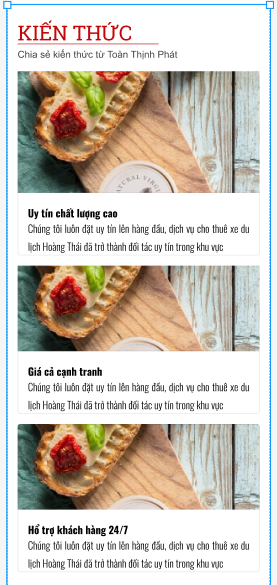 KIẾN THỨC
Chia sẻ kiến thức từ Toàn Thịnh Phát
Uy tín chất lượng cao
Chúng tôi luôn đặt uy tín lên hàng đầu, dịch vụ cho thuê xe du
lịch Hoàng Thái đã trở thành đối tác uy tín trong khu vực
Giá cả cạnh tranh
Chúng tôi luôn đặt uy tín lên hàng đầu, dịch vụ cho thuê xe du
lịch Hoàng Thái đã trở thành đối tác uy tín trong khu vực
Hổ trợ khách hàng 24/7
Chúng tôi luôn đặt uy tín lên hàng đầu, dịch vụ cho thuê xe du
lịch Hoàng Thái đã trở thành đối tác uy tín trong khu vực